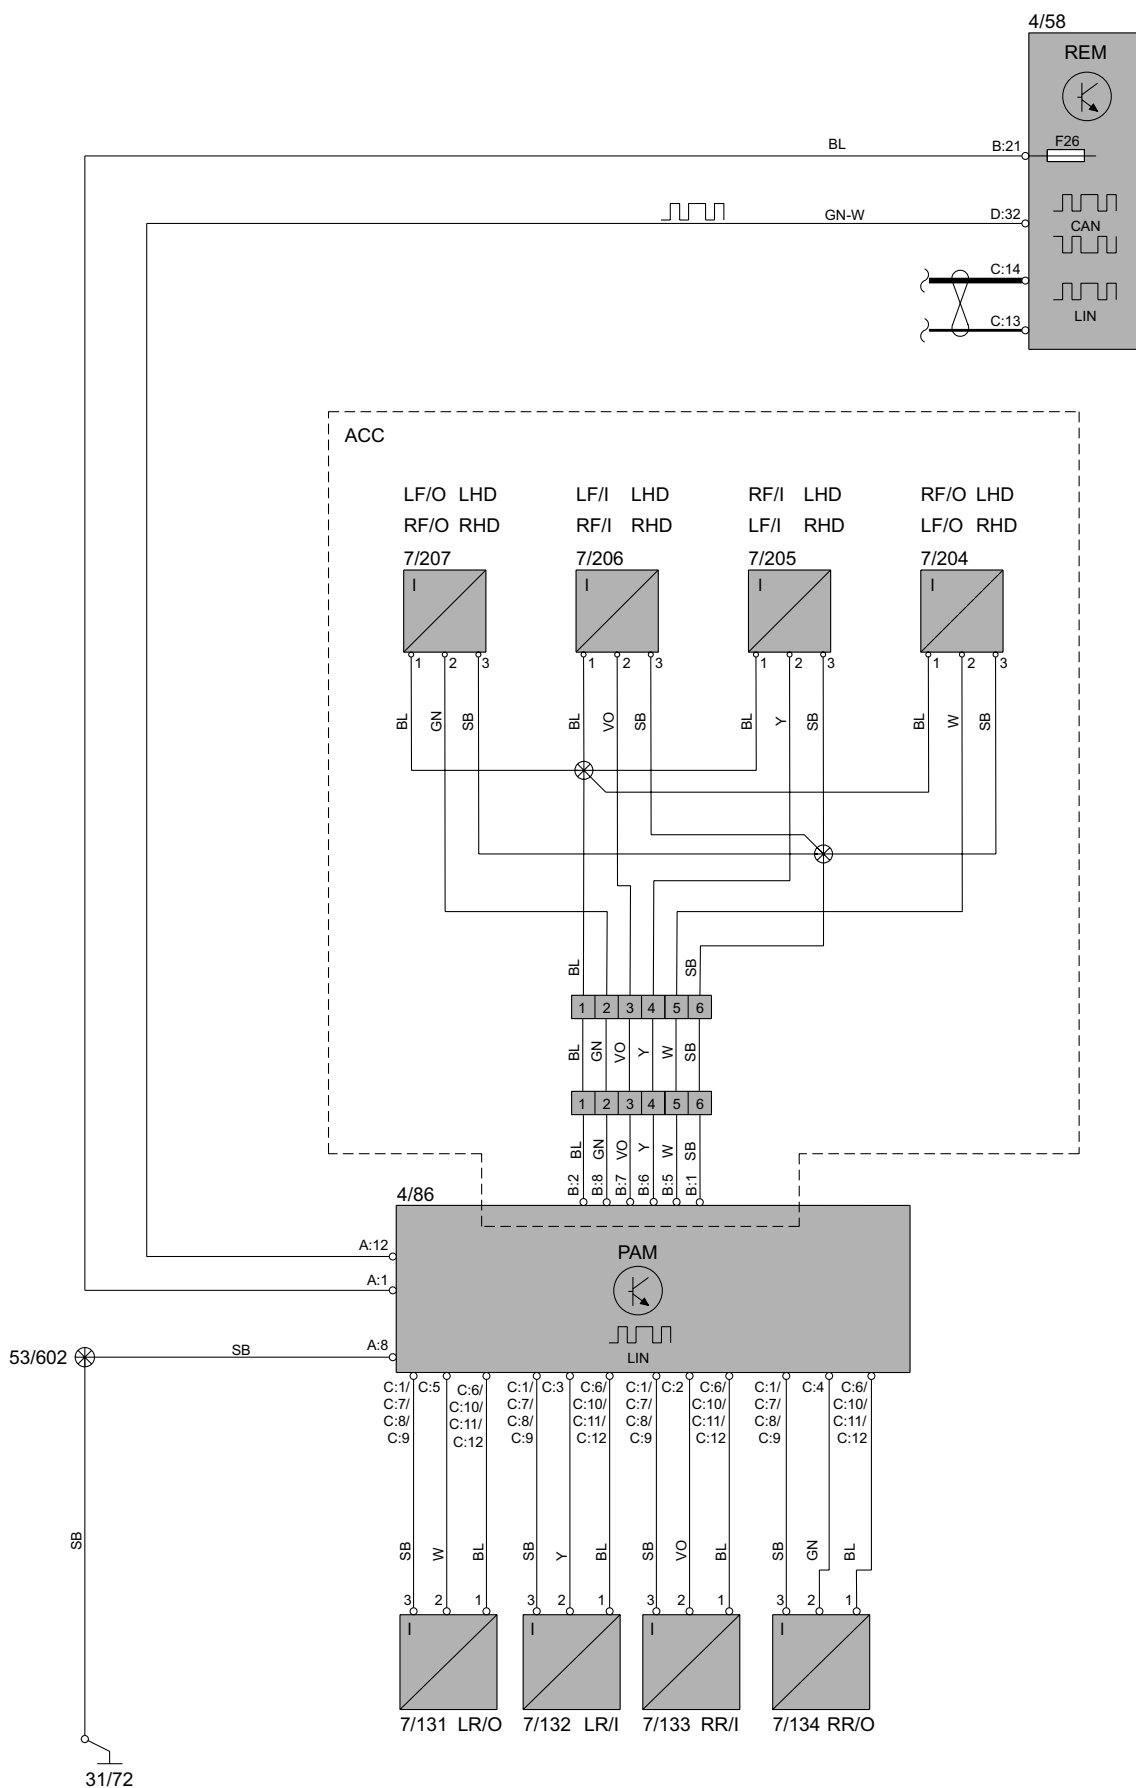 4/58
REM
F26
BL
B:21
GN-W
D:32
CAN
C:14
LIN
C:13
ACC
LF/O LHD
RF/O RHD
7/207
I
1 2 3
LF/I LHD
RF/I RHD
7/206
I
1 2 3
RF/I LHD
LF/I RHD
7/205
I
1 2 3
RF/O LHD
LF/O RHD
7/204
I
1 2 3
BL GN SB
BL VO SB
BL Y SB
BL W SB
BL SB
1 2 3 4 5 6
BL GN VO Y W SB
1 2 3 4 5 6
BL GN VO Y W SB
B:2 B:8 B:7 B:6 B:5 B:1
4/86
PAM
LIN
A:12
A:1
A:8
53/602
SB
SB
31/72
C:1/
C:7/
C:8/
C:9
C:5
C:6/
C:10/
C:11/
C:12
C:1/
C:7/
C:8/
C:9
C:3
C:6/
C:10/
C:11/
C:12
C:1/
C:7/
C:8/
C:9
C:2
C:6/
C:10/
C:11/
C:12
C:1/
C:7/
C:8/
C:9
C:4
C:6/
C:10/
C:11/
C:12
SB W BL
SB Y BL
SB VO BL
SB GN BL
3 2 1
3 2 1
3 2 1
3 2 1
I
I
I
I
7/131 LR/O
7/132 LR/I
7/133 RR/I
7/134 RR/O